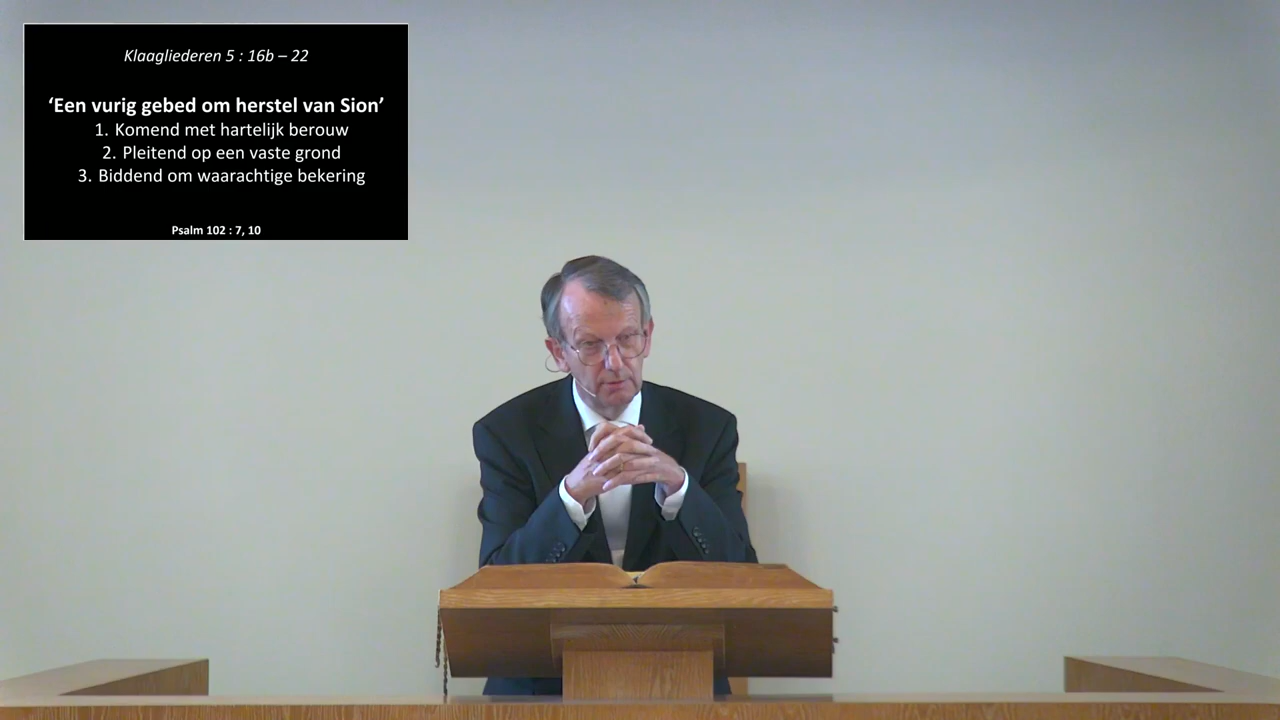 Klaagliederen 5 : 16b – 22
‘Een vurig gebed om herstel van Sion’
1. Komend met hartelijk berouw
2. Pleitend op een vaste grond
3. Biddend om waarachtige bekering
Psalm 102 : 7, 10